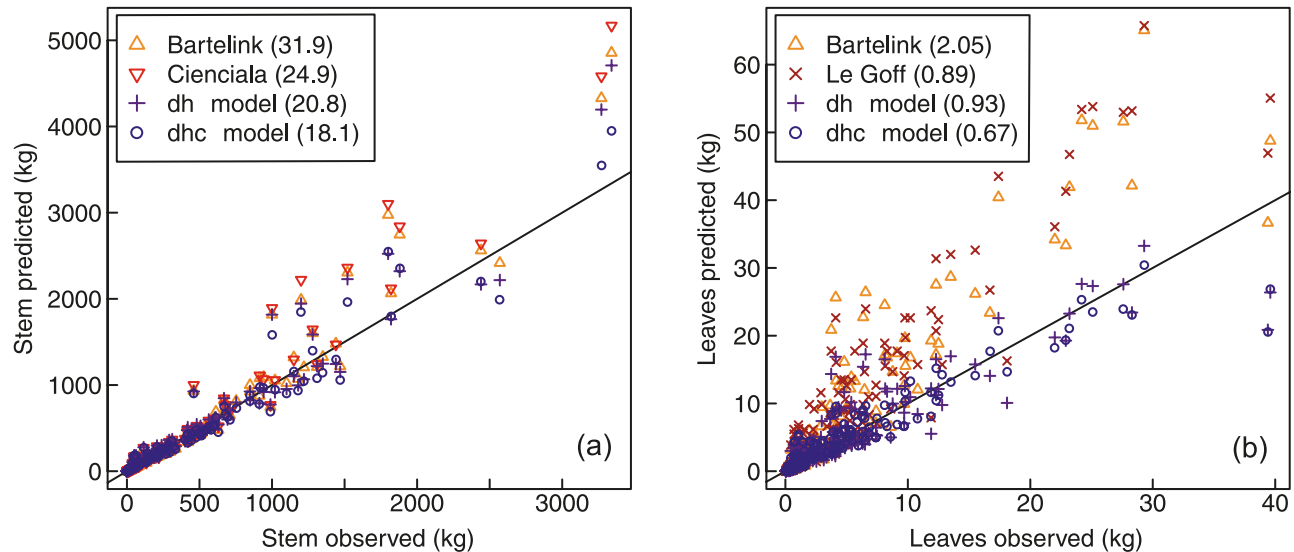 Stem predicted (kg)
5000
4000
3000
2000
1000
0
Bartelink (31.9)
Cienciala (24.9)
dh model (20.8)
dhc model (18.1)
(a)
0 500 1000 2000 3000
Stem observed (kg)
Leaves predicted (kg)
60
50
40
30
20
10
0
Bartelink (2.05)
Le Goff (0.89)
dh model (0.93)
dhc model (0.67)
(b)
0 10 20 30 40
Leaves observed (kg)